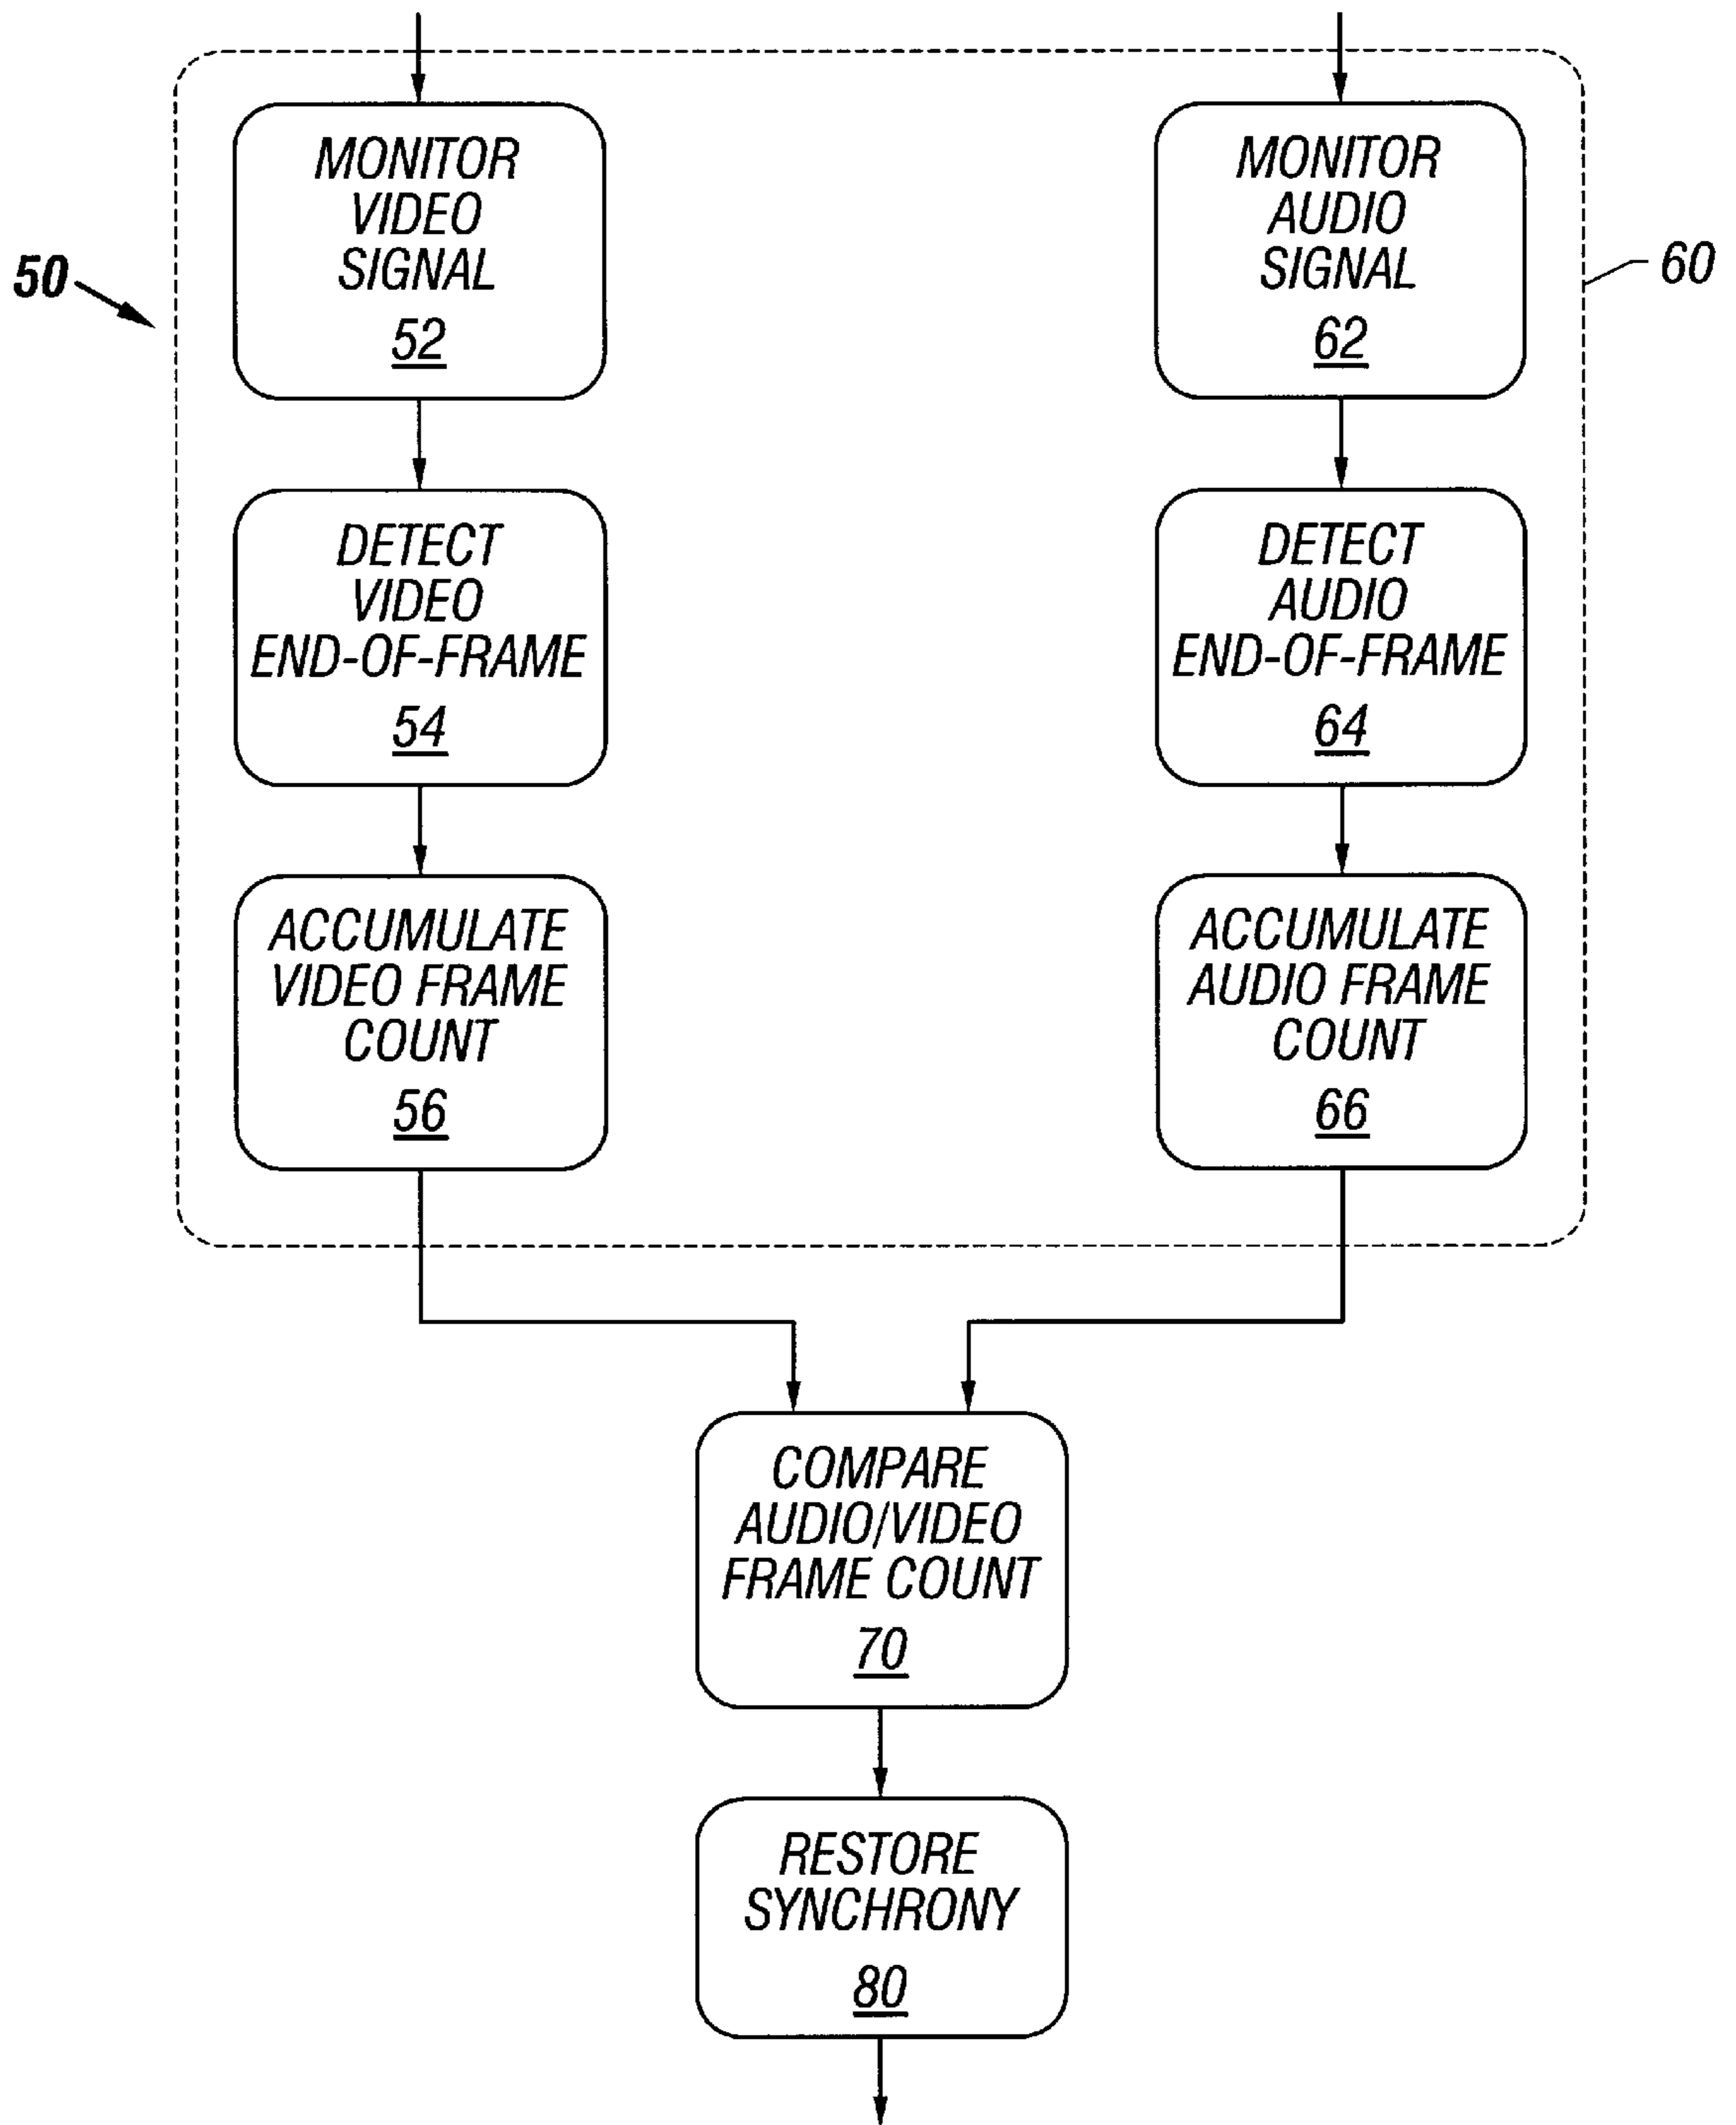 MONITOR
VIDEO
SIGNAL
52
MONITOR
AUDIO
SIGNAL
62
50
60
DETECT
VIDEO
END-OF-FRAME
54
DETECT
AUDIO
END-OF-FRAME
64
ACCUMULATE
VIDEO FRAME
COUNT
56
ACCUMULATE
AUDIO FRAME
COUNT
66
COMPARE
AUDIO/VIDEO
FRAME COUNT
70
RESTORE
SYNCHRONY
80